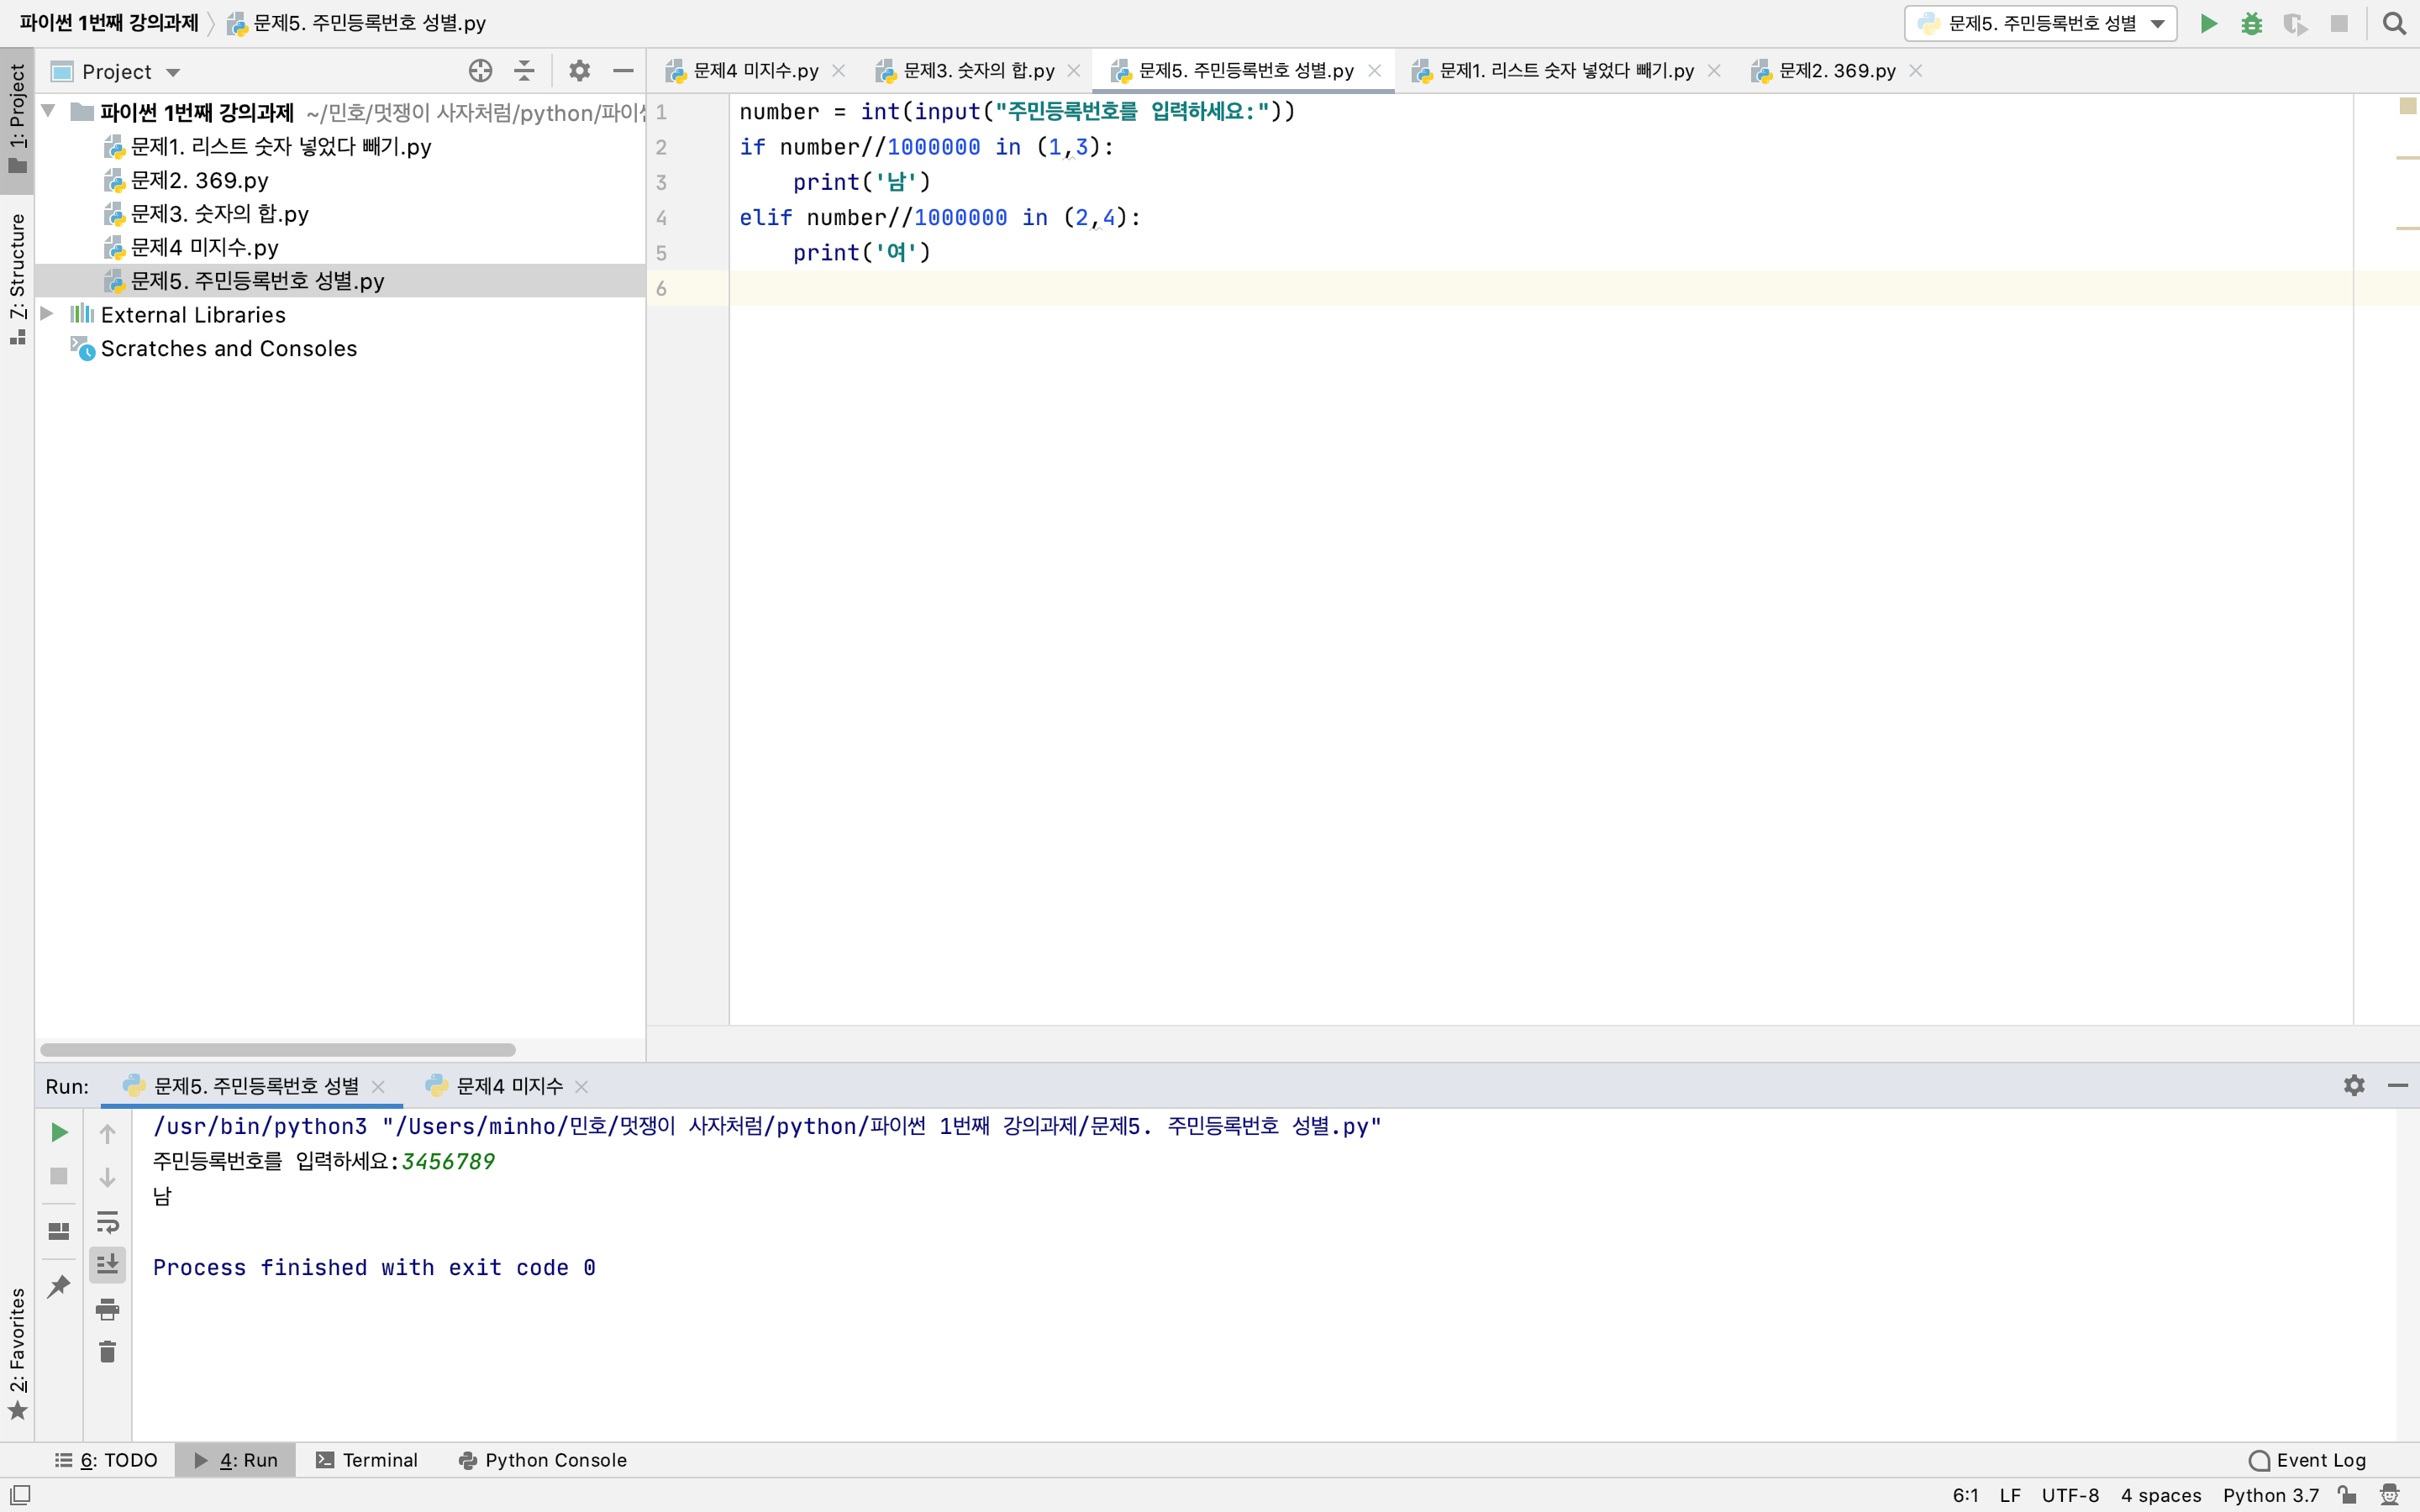 파이썬 1번째 강의과제 문제5. 주민등록번호 성별.py
문제5. 주민등록번호 성별
1: Project
7: Structure
2: Favorites
Project
파이썬 1번째 강의과제 ~/민호/멋쟁이 사자처럼/python/파이
문제1. 리스트 숫자 넣었다 빼기.py
문제2. 369.py
문제3. 숫자의 합.py
문제4 미지수.py
문제5. 주민등록번호 성별.py
External Libraries
Scratches and Consoles
문제4 미지수.py 문제3. 숫자의 합.py 문제5. 주민등록번호 성별.py 문제1. 리스트 숫자 넣었다 빼기.py 문제2. 369.py
1 number = int(input("주민등록번호를 입력하세요:"))
2 if number//1000000 in (1,3):
3 print('남')
4 elif number//1000000 in (2,4):
5 print('여')
6
Run: 문제5. 주민등록번호 성별 문제4 미지수
/usr/bin/python3 "/Users/minho/민호/멋쟁이 사자처럼/python/파이썬 1번째 강의과제/문제5. 주민등록번호 성별.py"
주민등록번호를 입력하세요:3456789
남
Process finished with exit code 0
6: TODO 4: Run Terminal Python Console Event Log
6:1 LF UTF-8 4 spaces Python 3.7